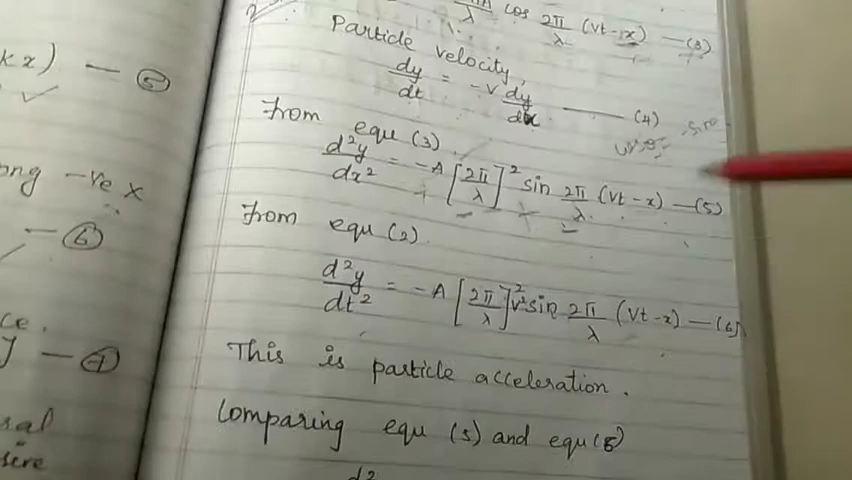 kx) — (5)
ong -ve x
— (6)
ce.
y — (7)
ral
λ cos 2π/λ (Vt-x) — (3)
Particle velocity,
dy/dt = -V dy/dx — (4)
From equ (3)
d²y/dx² = -A [2π/λ]² sin 2π/λ (Vt-x) — (5)
From equ (2)
d²y/dt² = -A [2π/λ]² V² sin 2π/λ (Vt-x) — (6)
This is particle acceleration.
Comparing equ (5) and equ (6)
d²